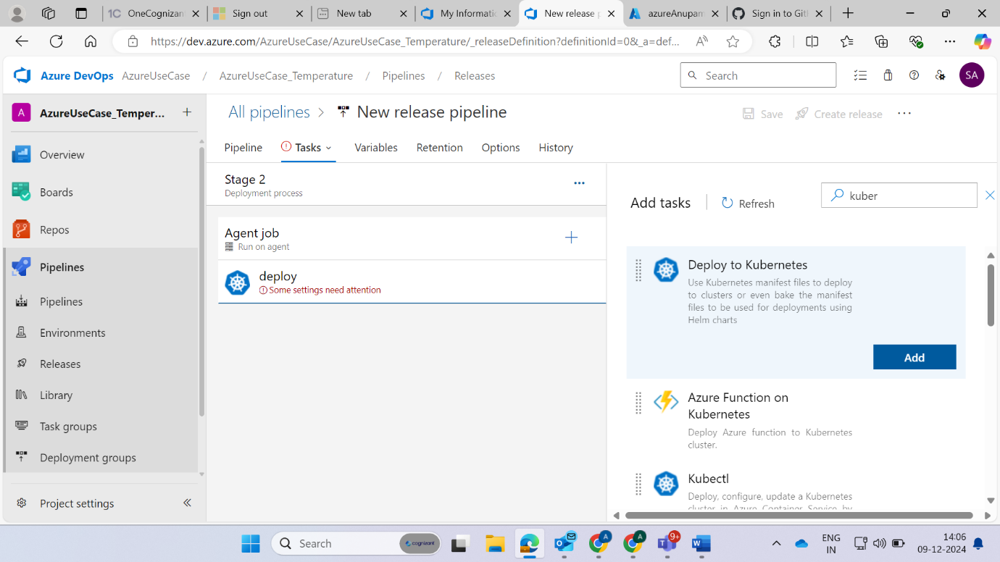 1C OneCognizan
Sign out
New tab
My Informatic
New release p
azureAnupam
Sign in to Gitl
https://dev.azure.com/AzureUseCase/AzureUseCase_Temperature/_releaseDefinition?definitionId=0&_a=def...
Azure DevOps AzureUseCase / AzureUseCase_Temperature / Pipelines / Releases
Search
SA
A AzureUseCase_Temper...
Overview
Boards
Repos
Pipelines
Pipelines
Environments
Releases
Library
Task groups
Deployment groups
Project settings
All pipelines > New release pipeline
Save Create release ...
Pipeline Tasks Variables Retention Options History
Stage 2
Deployment process
Agent job
Run on agent
deploy
Some settings need attention
Add tasks Refresh
kuber
Deploy to Kubernetes
Use Kubernetes manifest files to deploy
to clusters or even bake the manifest
files to be used for deployments using
Helm charts
Add
Azure Function on
Kubernetes
Deploy Azure function to Kubernetes
cluster.
Kubectl
Deploy, configure, update a Kubernetes
cluster in Azure Container Service by
Search
cognizant
A
A
9+
ENG
IN
14:06
09-12-2024